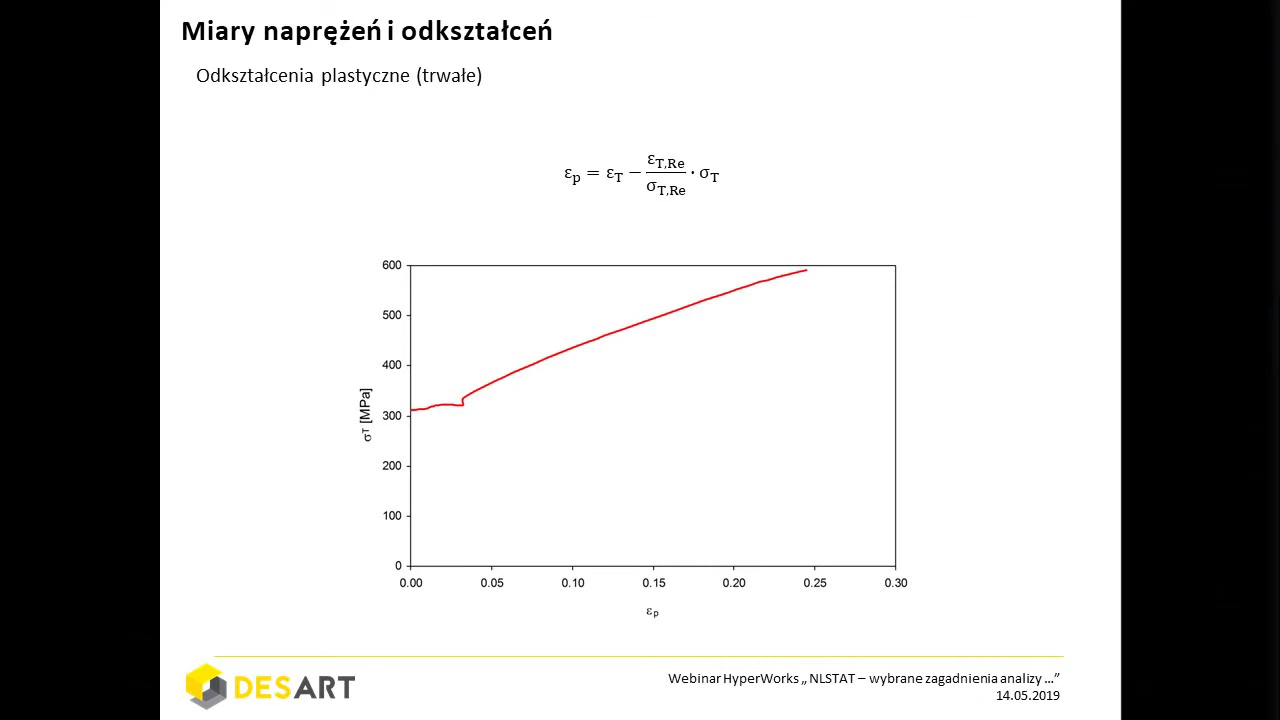 Miary naprężeń i odkształceń
Odkształcenia plastyczne (trwałe)
εp = εT − εT,Re / σT,Re · σT
600
500
400
300
200
100
0
σT [MPa]
0.00 0.05 0.10 0.15 0.20 0.25 0.30
εp
DESART
Webinar HyperWorks „ NLSTAT – wybrane zagadnienia analizy …”
14.05.2019